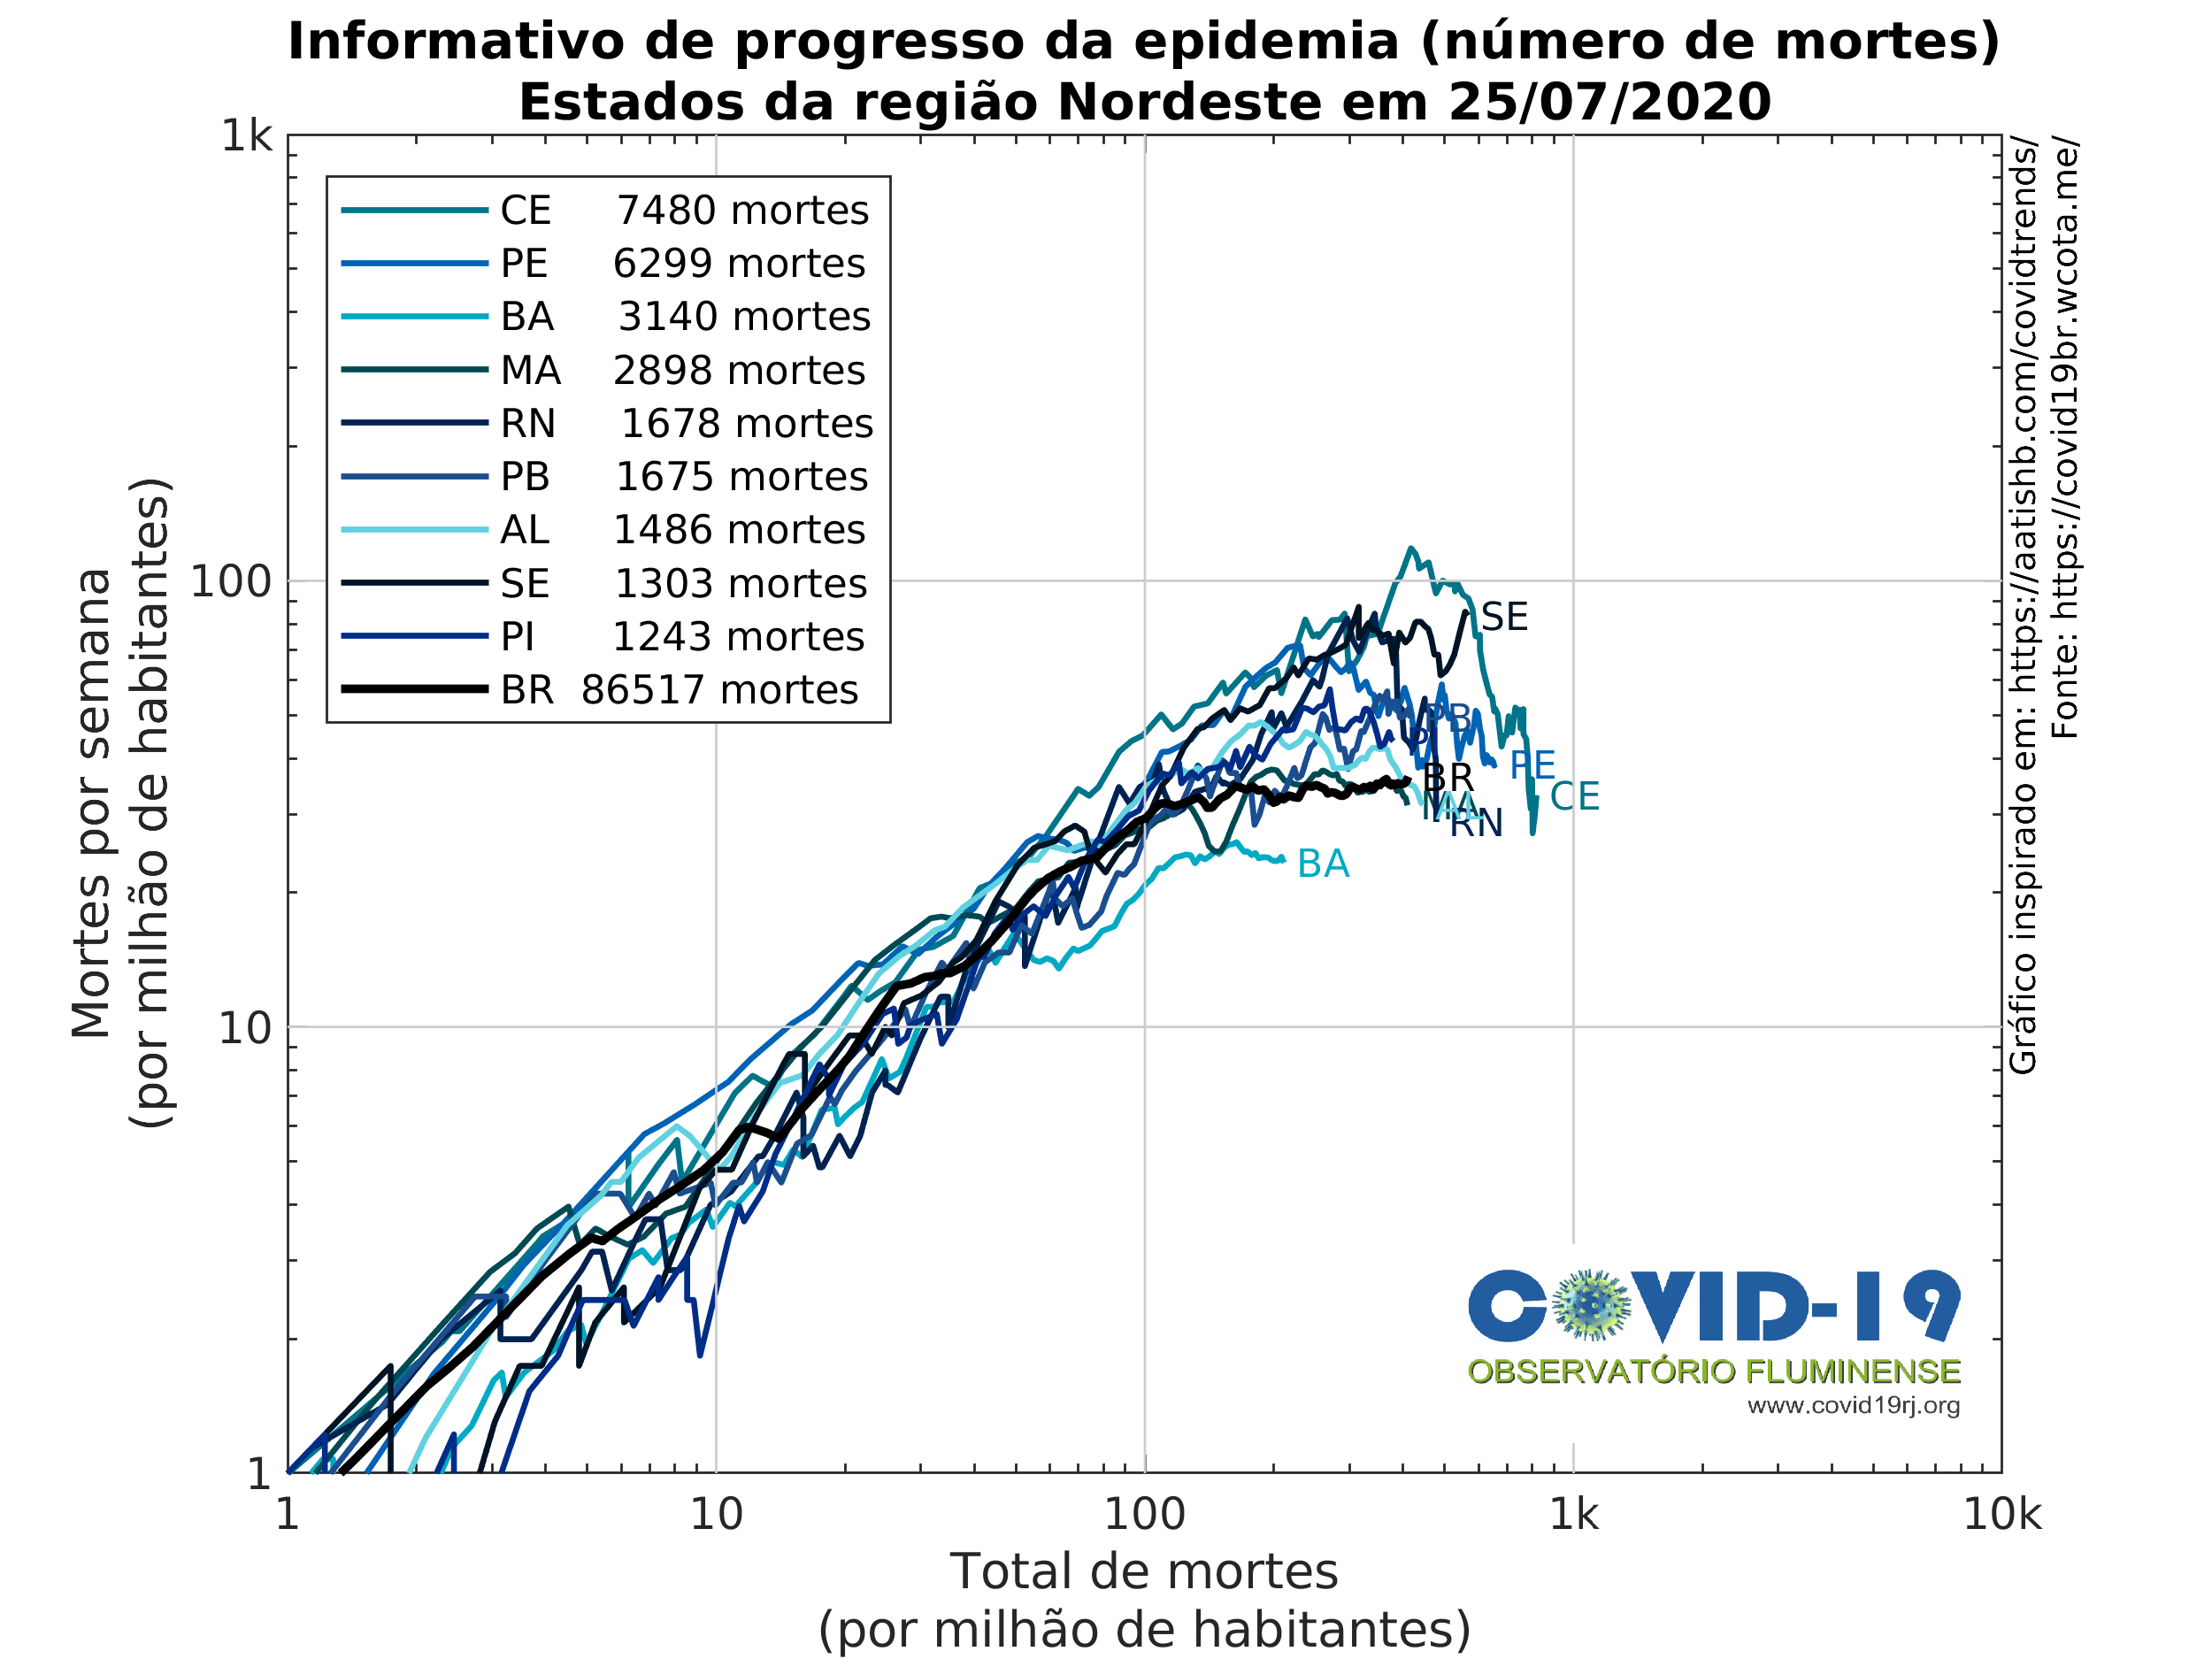 Informativo de progresso da epidemia (número de mortes)
Estados da região Nordeste em 25/07/2020
1k
100
10
1
Mortes por semana
(por milhão de habitantes)
CE 7480 mortes
PE 6299 mortes
BA 3140 mortes
MA 2898 mortes
RN 1678 mortes
PB 1675 mortes
AL 1486 mortes
SE 1303 mortes
PI 1243 mortes
BR 86517 mortes
SE
PB
PI
PE
BR
CE
MA
AL
RN
BA
Gráfico inspirado em: https://aatishb.com/covidtrends/
Fonte: https://covid19br.wcota.me/
COVID-19
OBSERVATÓRIO FLUMINENSE
www.covid19rj.org
1
10
100
1k
10k
Total de mortes
(por milhão de habitantes)